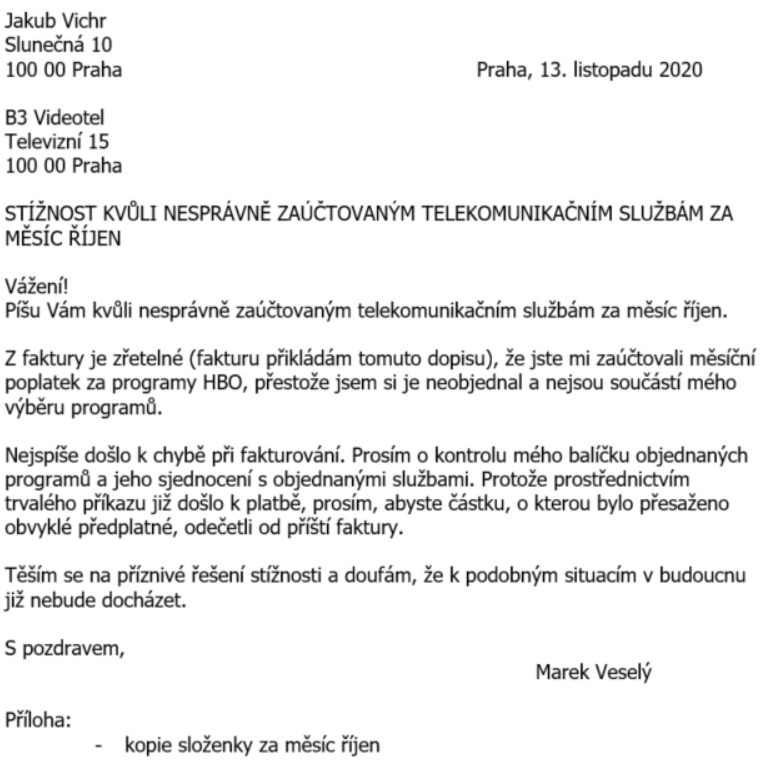 Jakub Vichr
Slunečná 10
100 00 Praha
Praha, 13. listopadu 2020
B3 Videotel
Televizní 15
100 00 Praha
STÍŽNOST KVŮLI NESPRÁVNĚ ZAÚČTOVANÝM TELEKOMUNIKAČNÍM SLUŽBÁM ZA
MĚSÍC ŘÍJEN
Vážení!
Píšu Vám kvůli nesprávně zaúčtovaným telekomunikačním službám za měsíc říjen.
Z faktury je zřetelné (fakturu přikládám tomuto dopisu), že jste mi zaúčtovali měsíční
poplatek za programy HBO, přestože jsem si je neobjednal a nejsou součástí mého
výběru programů.
Nejspíše došlo k chybě při fakturování. Prosím o kontrolu mého balíčku objednaných
programů a jeho sjednocení s objednanými službami. Protože prostřednictvím
trvalého příkazu již došlo k platbě, prosím, abyste částku, o kterou bylo přesaženo
obvyklé předplatné, odečetli od příští faktury.
Těším se na příznivé řešení stížnosti a doufám, že k podobným situacím v budoucnu
již nebude docházet.
S pozdravem,
Marek Veselý
Příloha:
- kopie složenky za měsíc říjen